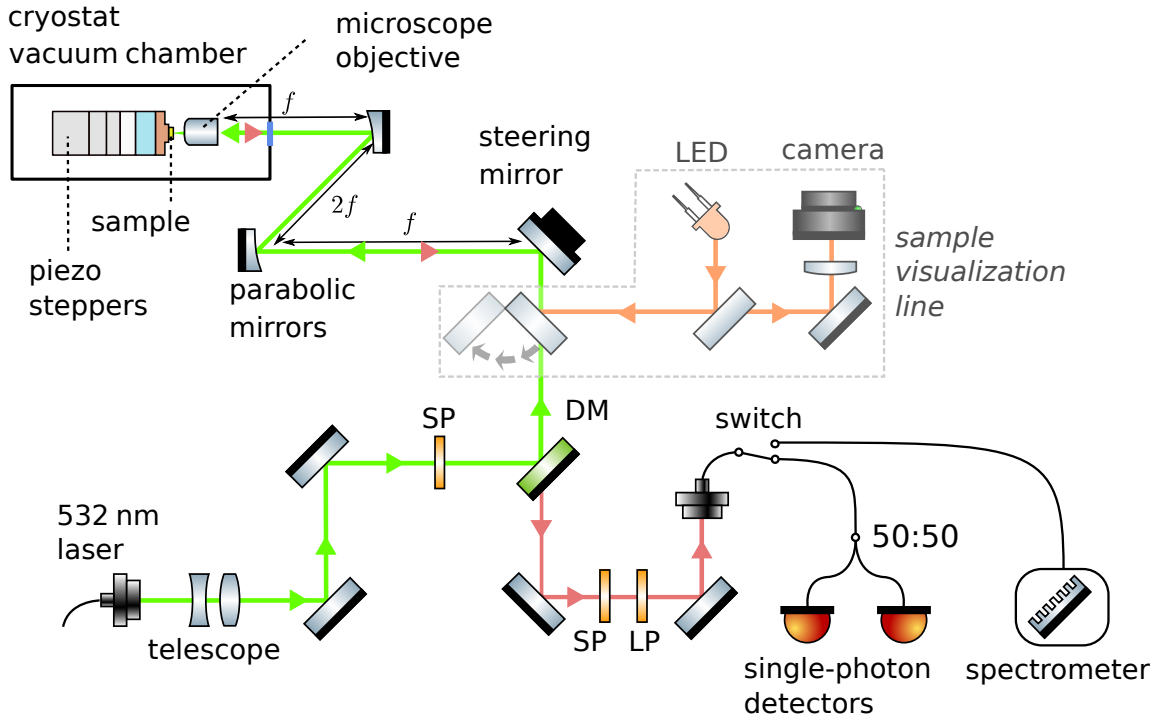 cryostat
vacuum chamber
microscope
objective
f
steering
mirror
LED
camera
sample
2f
f
piezo
steppers
parabolic
mirrors
sample
visualization
line
SP
DM
switch
532 nm
laser
50:50
telescope
SP
LP
single-photon
detectors
spectrometer